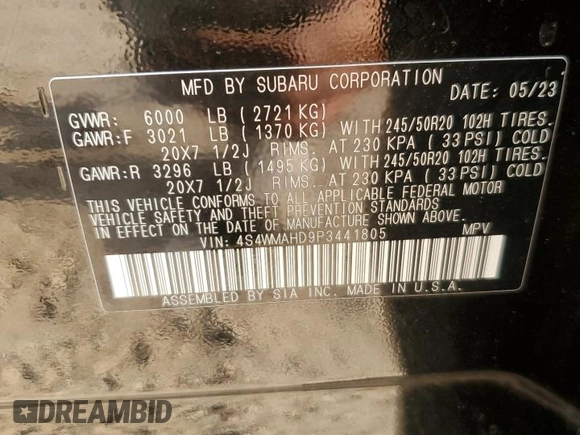 MFD BY SUBARU CORPORATION
DATE: 05/23
GVWR: 6000 LB ( 2721 KG)
GAWR:F 3021 LB ( 1370 KG) WITH 245/50R20 102H TIRES.
20X7 1/2J RIMS. AT 230 KPA ( 33 PSI) COLD
GAWR:R 3296 LB ( 1495 KG) WITH 245/50R20 102H TIRES.
20X7 1/2J RIMS. AT 230 KPA ( 33 PSI) COLD
THIS VEHICLE CONFORMS TO ALL APPLICABLE FEDERAL MOTOR
VEHICLE SAFETY AND THEFT PREVENTION STANDARDS
IN EFFECT ON THE DATE OF MANUFACTURE SHOWN ABOVE.
VIN: 4S4WMAHD9P3441805 MPV
ASSEMBLED BY SIA INC. MADE IN U.S.A.
DREAMBID